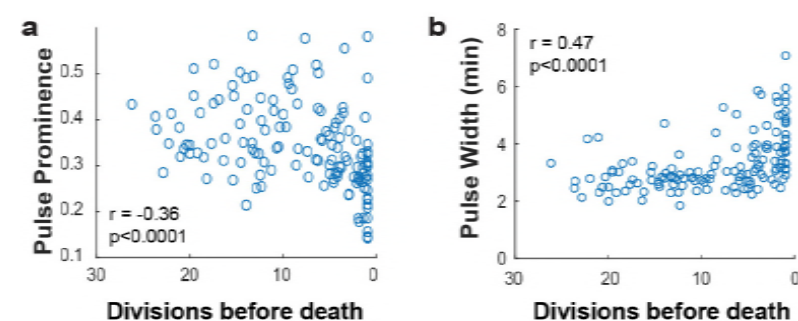 a
Pulse Prominence
0.5
0.4
0.3
0.2
0.1
r = -0.36
p<0.0001
30 20 10 0
Divisions before death
b
Pulse Width (min)
8
6
4
2
0
r = 0.47
p<0.0001
30 20 10 0
Divisions before death